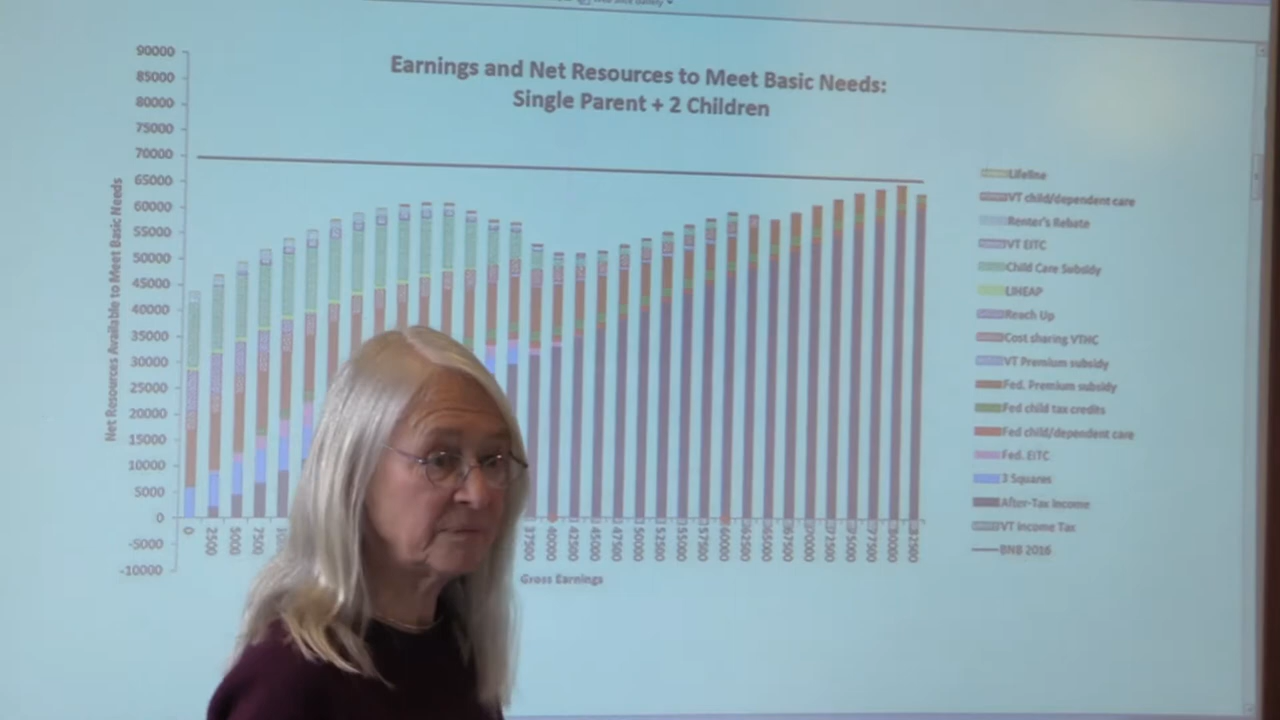 Earnings and Net Resources to Meet Basic Needs:
Single Parent + 2 Children
Net Resources Available to Meet Basic Needs
90000
85000
80000
75000
70000
65000
60000
55000
50000
45000
40000
35000
30000
25000
20000
15000
10000
5000
0
-5000
-10000
0
2500
5000
7500
37500
40000
42500
45000
47500
50000
52500
55000
57500
60000
62500
65000
67500
70000
72500
75000
77500
80000
82500
Gross Earnings
Lifeline
VT child/dependent care
Renter's Rebate
VT EITC
Child Care Subsidy
LIHEAP
Reach Up
Cost sharing VTHC
VT Premium subsidy
Fed. Premium subsidy
Fed child tax credits
Fed child/dependent care
Fed. EITC
3 Squares
After-Tax Income
VT Income Tax
BNB 2016